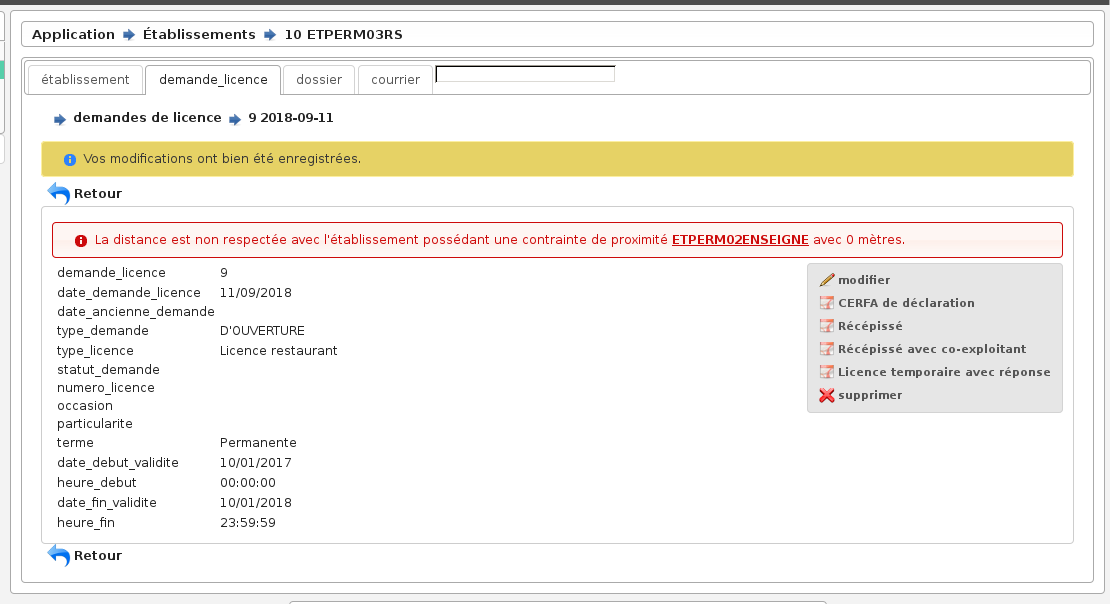 Application Établissements 10 ETPERM03RS
établissement demande_licence dossier courrier
demandes de licence 9 2018-09-11
Vos modifications ont bien été enregistrées.
Retour
La distance est non respectée avec l'établissement possédant une contrainte de proximité ETPERM02ENSEIGNE avec 0 mètres.
demande_licence 9
date_demande_licence 11/09/2018
date_ancienne_demande
type_demande D'OUVERTURE
type_licence Licence restaurant
statut_demande
numero_licence
occasion
particularite
terme Permanente
date_debut_validite 10/01/2017
heure_debut 00:00:00
date_fin_validite 10/01/2018
heure_fin 23:59:59
modifier
CERFA de déclaration
Récépissé
Récépissé avec co-exploitant
Licence temporaire avec réponse
supprimer
Retour